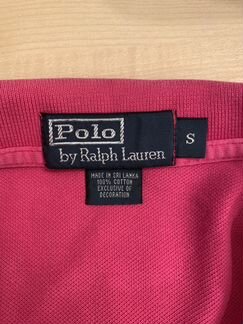 Polo
by Ralph Lauren
S
MADE IN SRI LANKA
100% COTTON
EXCLUSIVE OF
DECORATION